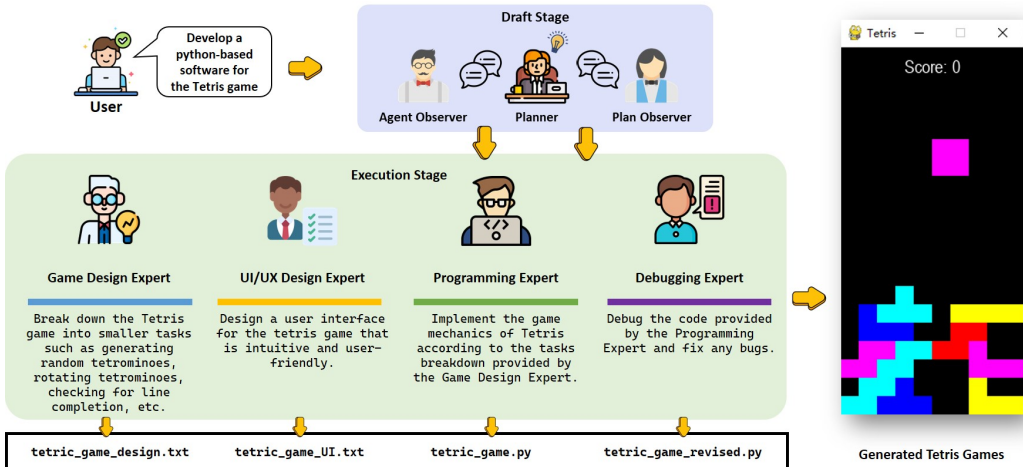 Draft Stage
Develop a
python-based
software for
the Tetris game
User
Agent Observer
Planner
Plan Observer
Execution Stage
Game Design Expert
Break down the Tetris
game into smaller tasks
such as generating
random tetrominoes,
rotating tetrominoes,
checking for line
completion, etc.
UI/UX Design Expert
Design a user interface
for the tetris game that
is intuitive and user-
friendly.
Programming Expert
Implement the game
mechanics of Tetris
according to the tasks
breakdown provided by
the Game Design Expert.
Debugging Expert
Debug the code provided
by the Programming
Expert and fix any bugs.
tetric_game_design.txt
tetric_game_UI.txt
tetric_game.py
tetric_game_revised.py
Tetris
Score: 0
Generated Tetris Games